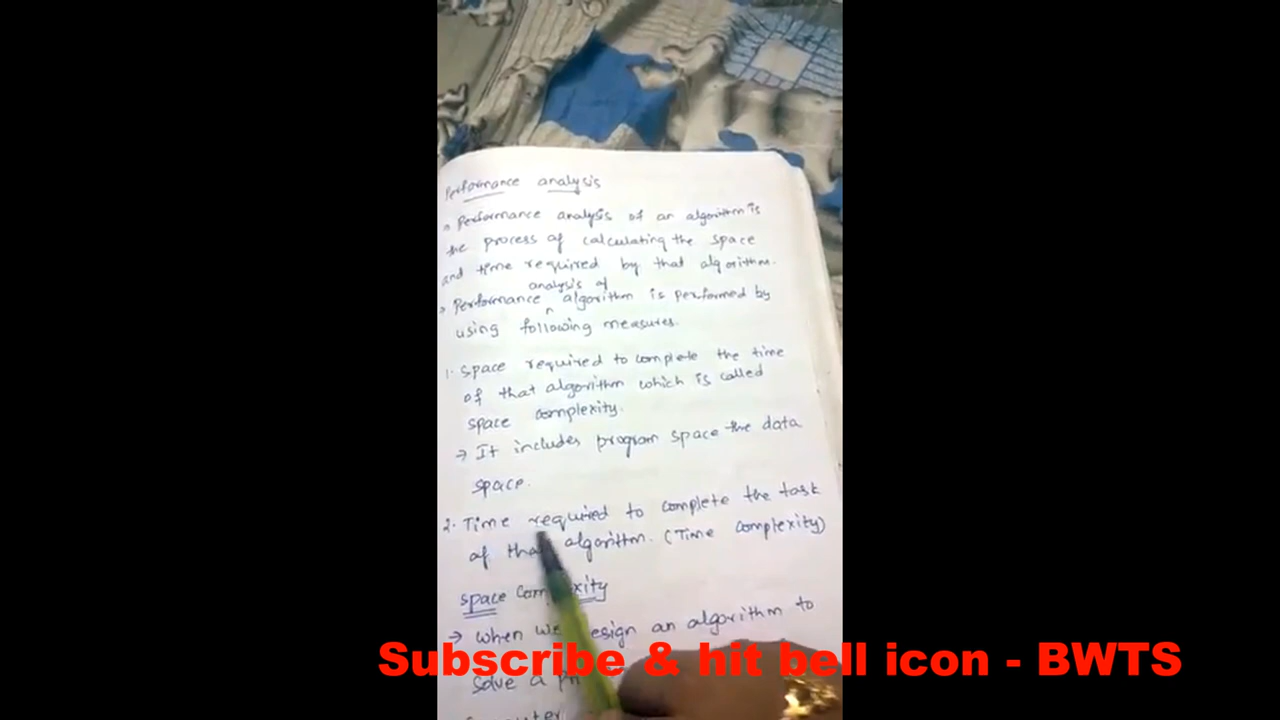 Performance analysis
→ Performance analysis of an algorithm is
the process of calculating the space
and time required by that algorithm.
analysis of
→ Performance ^ algorithm is performed by
using following measures.
1. Space required to complete the time
of that algorithm which is called
space complexity.
→ It includes program space the data
space.
2. Time required to complete the task
of that algorithm. (Time complexity)
space complexity
→ When we design an algorithm to
Subscribe & hit bell icon - BWTS
solve a